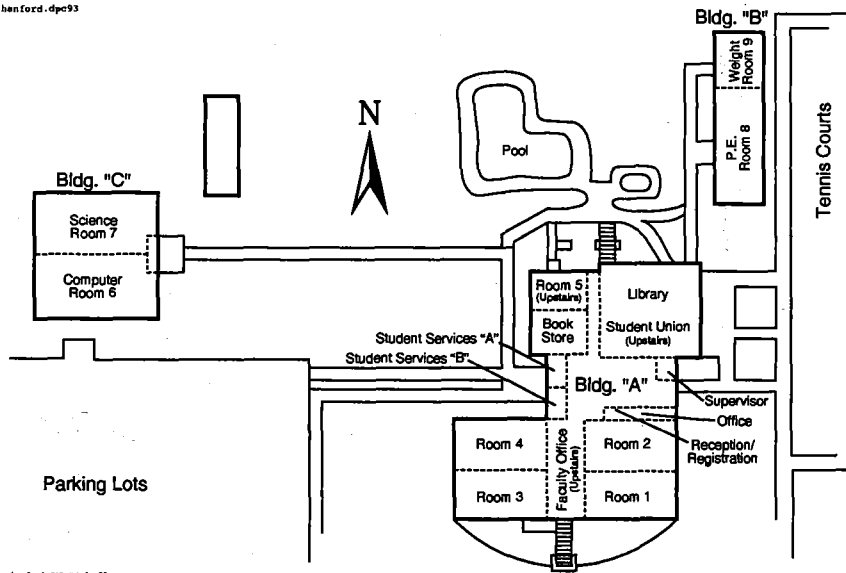 hanford.dpc93
Bldg. "B"
Weight
Room 9
P.E.
Room 8
Tennis Courts
N
Pool
Bldg. "C"
Science
Room 7
Computer
Room 6
Room 5
(Upstairs)
Book
Store
Library
Student Union
(Upstairs)
Student Services "A"
Student Services "B"
Bldg. "A"
Supervisor
Office
Reception/
Registration
Room 4
Room 3
Faculty Office
(Upstairs)
Room 2
Room 1
Parking Lots